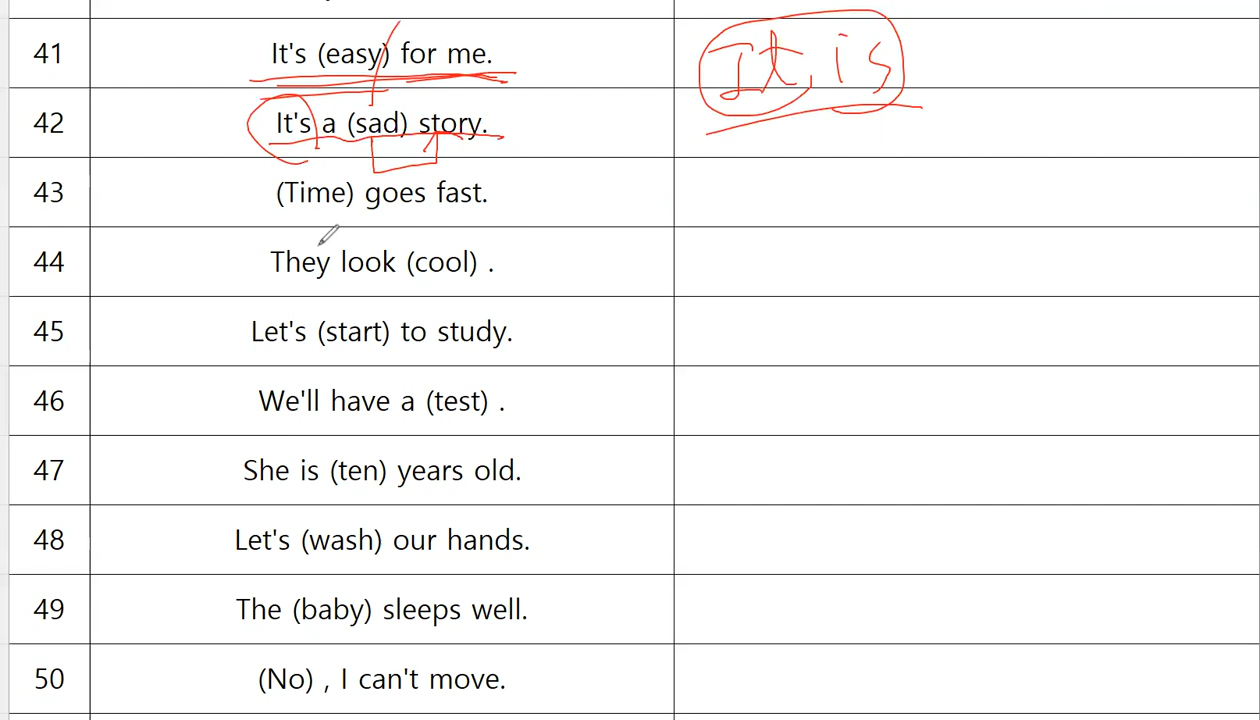 41 It's (easy) for me. It, is
42 It's a (sad) story.
43 (Time) goes fast.
44 They look (cool) .
45 Let's (start) to study.
46 We'll have a (test) .
47 She is (ten) years old.
48 Let's (wash) our hands.
49 The (baby) sleeps well.
50 (No) , I can't move.